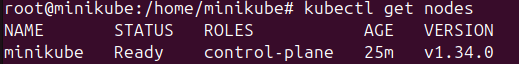 root@minikube:/home/minikube# kubectl get nodes
NAME STATUS ROLES AGE VERSION
minikube Ready control-plane 25m v1.34.0